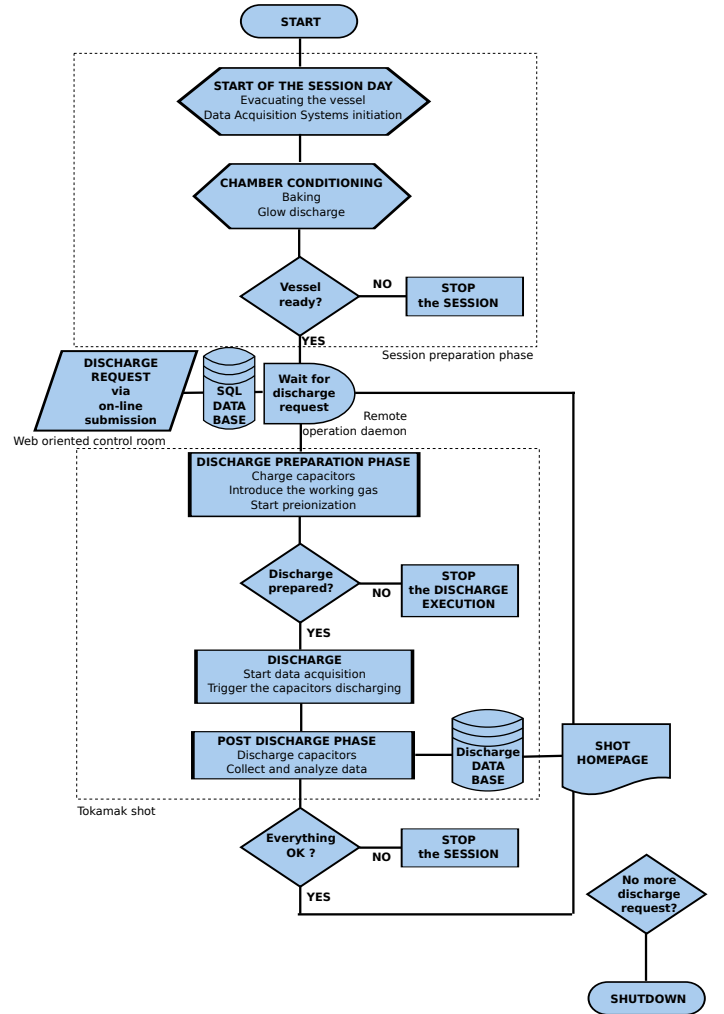 START
START OF THE SESSION DAY
Evacuating the vessel
Data Acquisition Systems initiation
CHAMBER CONDITIONING
Baking
Glow discharge
Vessel
ready?
NO
STOP
the SESSION
YES
Session preparation phase
DISCHARGE
REQUEST
via
on-line
submission
Web oriented control room
SQL
DATA
BASE
Wait for
discharge
request
Remote
operation daemon
DISCHARGE PREPARATION PHASE
Charge capacitors
Introduce the working gas
Start preionization
Discharge
prepared?
NO
STOP
the DISCHARGE
EXECUTION
YES
DISCHARGE
Start data acquisition
Trigger the capacitors discharging
POST DISCHARGE PHASE
Discharge capacitors
Collect and analyze data
Discharge
DATA
BASE
SHOT
HOMEPAGE
Tokamak shot
Everything
OK ?
NO
STOP
the SESSION
YES
No more
discharge
request?
SHUTDOWN